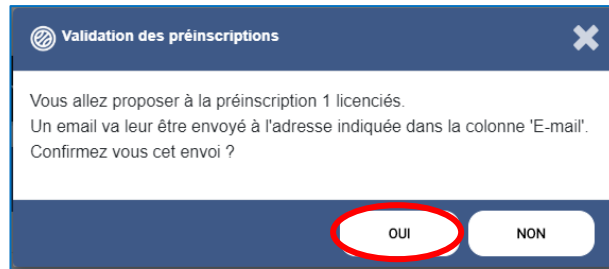 Validation des préinscriptions
Vous allez proposer à la préinscription 1 licenciés.
Un email va leur être envoyé à l'adresse indiquée dans la colonne 'E-mail'.
Confirmez vous cet envoi ?
OUI NON